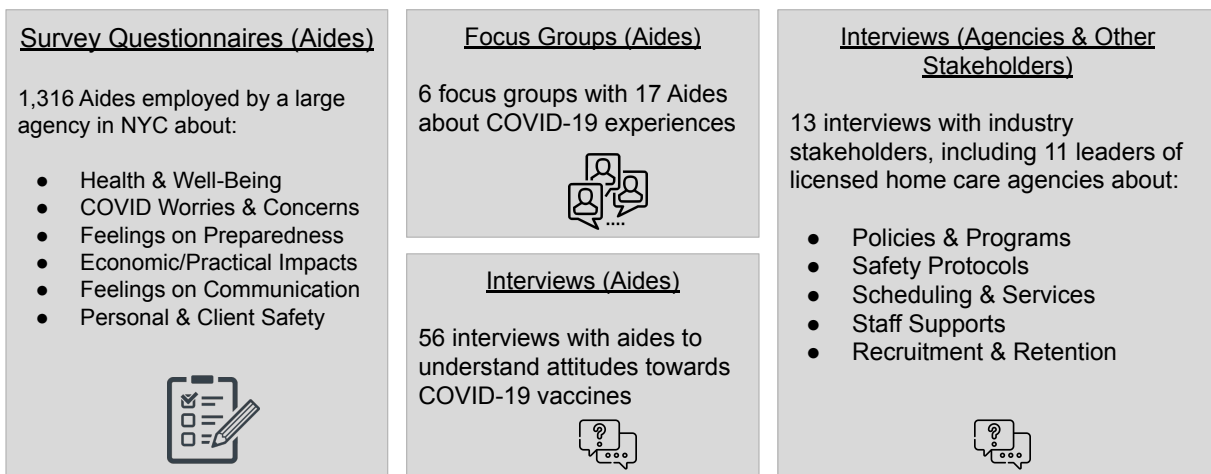 Survey Questionnaires (Aides)
1,316 Aides employed by a large
agency in NYC about:
● Health & Well-Being
● COVID Worries & Concerns
● Feelings on Preparedness
● Economic/Practical Impacts
● Feelings on Communication
● Personal & Client Safety
Focus Groups (Aides)
6 focus groups with 17 Aides
about COVID-19 experiences
Interviews (Aides)
56 interviews with aides to
understand attitudes towards
COVID-19 vaccines
Interviews (Agencies & Other
Stakeholders)
13 interviews with industry
stakeholders, including 11 leaders of
licensed home care agencies about:
● Policies & Programs
● Safety Protocols
● Scheduling & Services
● Staff Supports
● Recruitment & Retention